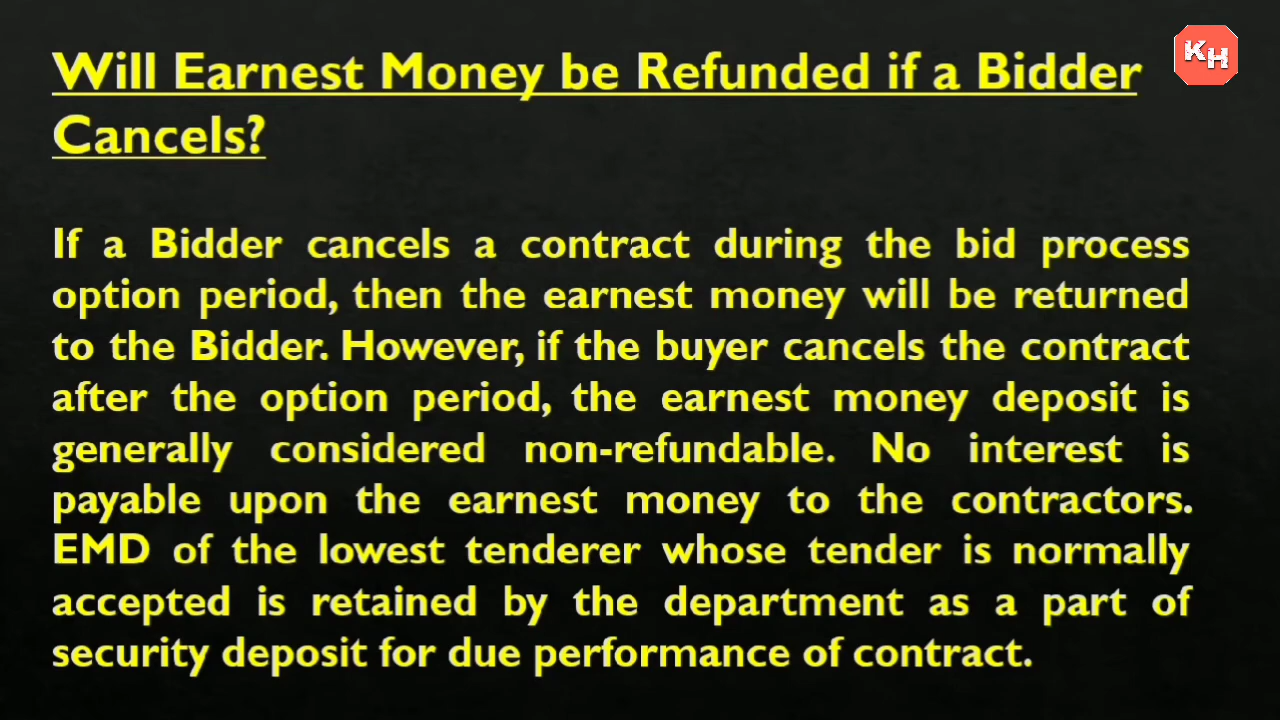 Will Earnest Money be Refunded if a Bidder
Cancels?
KH
If a Bidder cancels a contract during the bid process
option period, then the earnest money will be returned
to the Bidder. However, if the buyer cancels the contract
after the option period, the earnest money deposit is
generally considered non-refundable. No interest is
payable upon the earnest money to the contractors.
EMD of the lowest tenderer whose tender is normally
accepted is retained by the department as a part of
security deposit for due performance of contract.